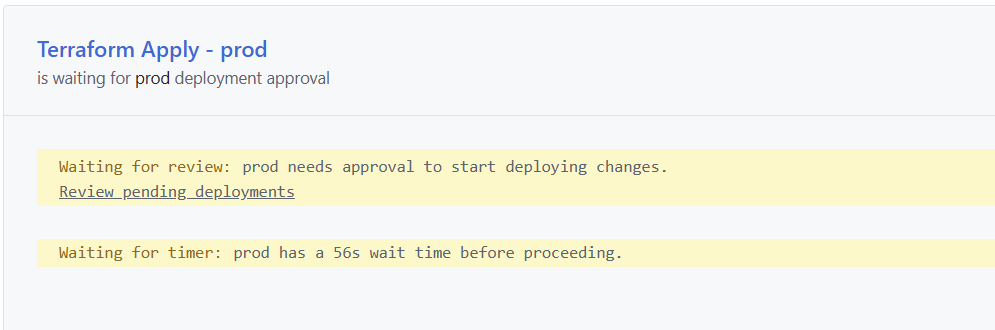 Terraform Apply - prod
is waiting for prod deployment approval
Waiting for review: prod needs approval to start deploying changes.
Review pending deployments
Waiting for timer: prod has a 56s wait time before proceeding.